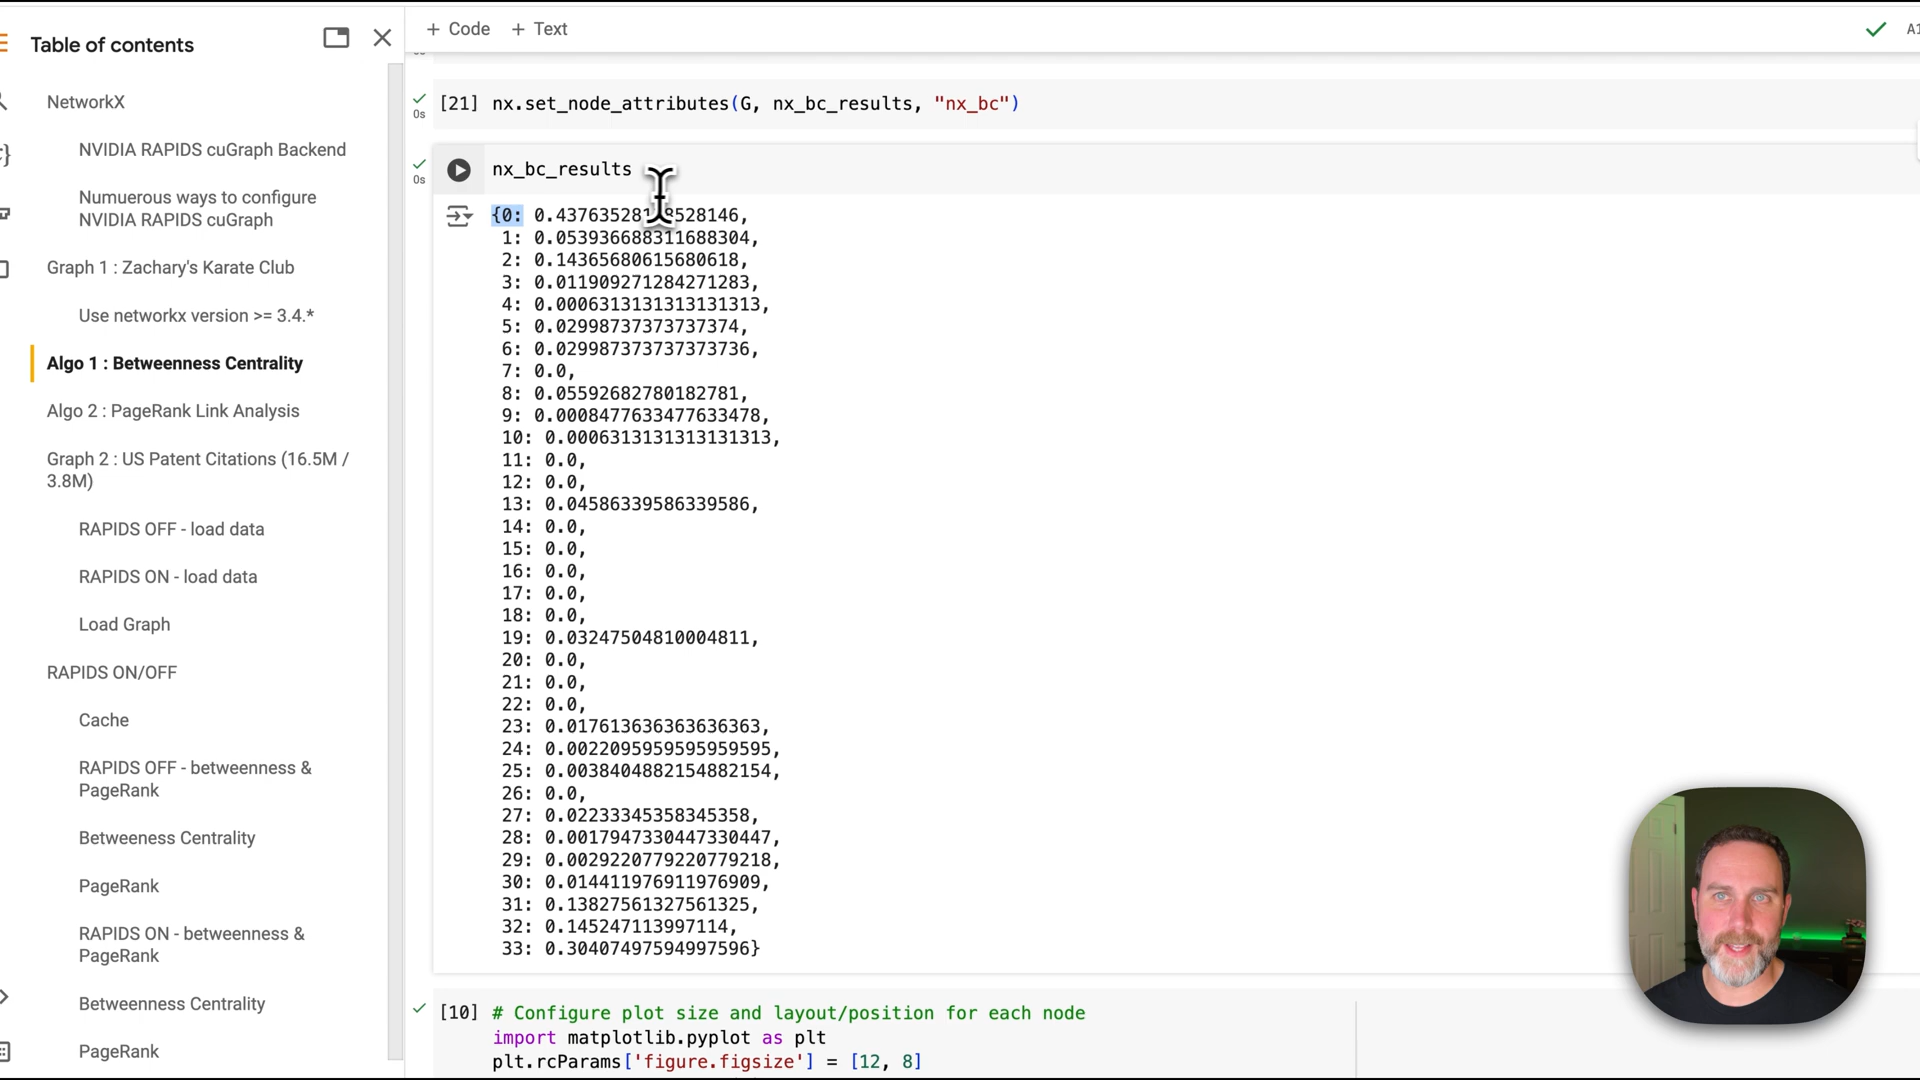 Table of contents
NetworkX
NVIDIA RAPIDS cuGraph Backend
Numuerous ways to configure
NVIDIA RAPIDS cuGraph
Graph 1 : Zachary's Karate Club
Use networkx version >= 3.4.*
Algo 1 : Betweenness Centrality
Algo 2 : PageRank Link Analysis
Graph 2 : US Patent Citations (16.5M /
3.8M)
RAPIDS OFF - load data
RAPIDS ON - load data
Load Graph
RAPIDS ON/OFF
Cache
RAPIDS OFF - betweenness &
PageRank
Betweeness Centrality
PageRank
RAPIDS ON - betweenness &
PageRank
Betweenness Centrality
PageRank
+ Code + Text
[21] nx.set_node_attributes(G, nx_bc_results, "nx_bc")
0s
nx_bc_results
0s
{0:
1: 0.053936688311688304,
2: 0.14365680615680618,
3: 0.011909271284271283,
4: 0.0006313131313131313,
5: 0.02998737373737374,
6: 0.029987373737373736,
7: 0.0,
8: 0.05592682780182781,
9: 0.0008477633477633478,
10: 0.0006313131313131313,
11: 0.0,
12: 0.0,
13: 0.04586339586339586,
14: 0.0,
15: 0.0,
16: 0.0,
17: 0.0,
18: 0.0,
19: 0.03247504810004811,
20: 0.0,
21: 0.0,
22: 0.0,
23: 0.017613636363636363,
24: 0.0022095959595959595,
25: 0.0038404882154882154,
26: 0.0,
27: 0.02233345358345358,
28: 0.0017947330447330447,
29: 0.0029220779220779218,
30: 0.014411976911976909,
31: 0.13827561327561325,
32: 0.145247113997114,
33: 0.30407497594997596}
[10] # Configure plot size and layout/position for each node
import matplotlib.pyplot as plt
plt.rcParams['figure.figsize'] = [12, 8]